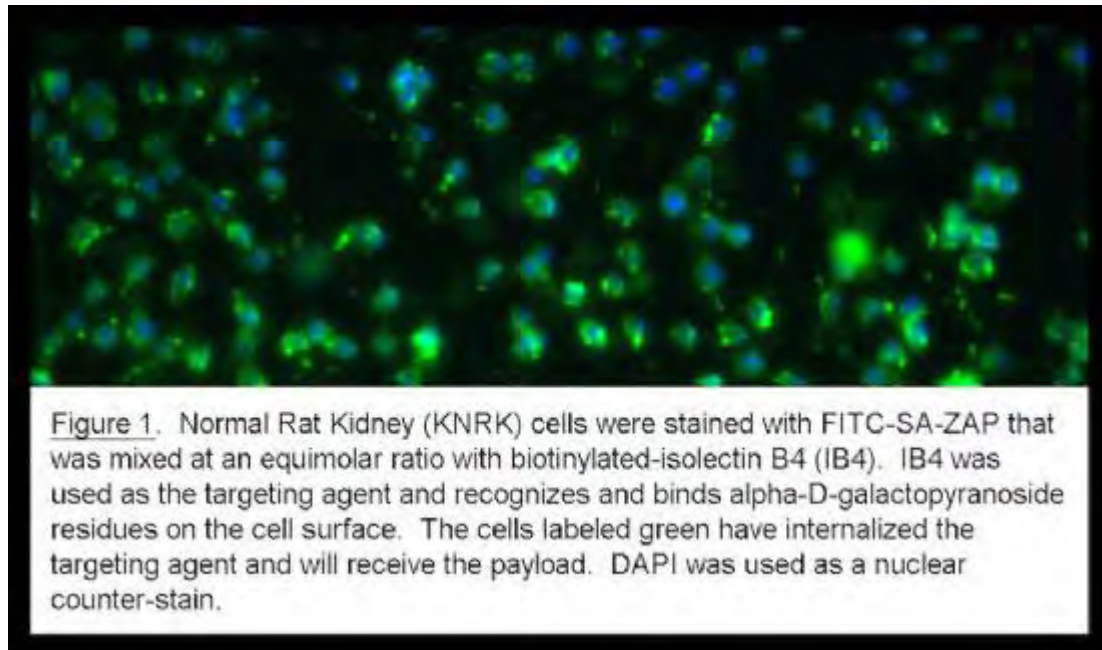 Figure 1.  Normal Rat Kidney (KNRK) cells were stained with FITC-SA-ZAP that
was mixed at an equimolar ratio with biotinylated-isolectin B4 (IB4).  IB4 was
used as the targeting agent and recognizes and binds alpha-D-galactopyranoside
residues on the cell surface.  The cells labeled green have internalized the
targeting agent and will receive the payload.  DAPI was used as a nuclear
counter-stain.